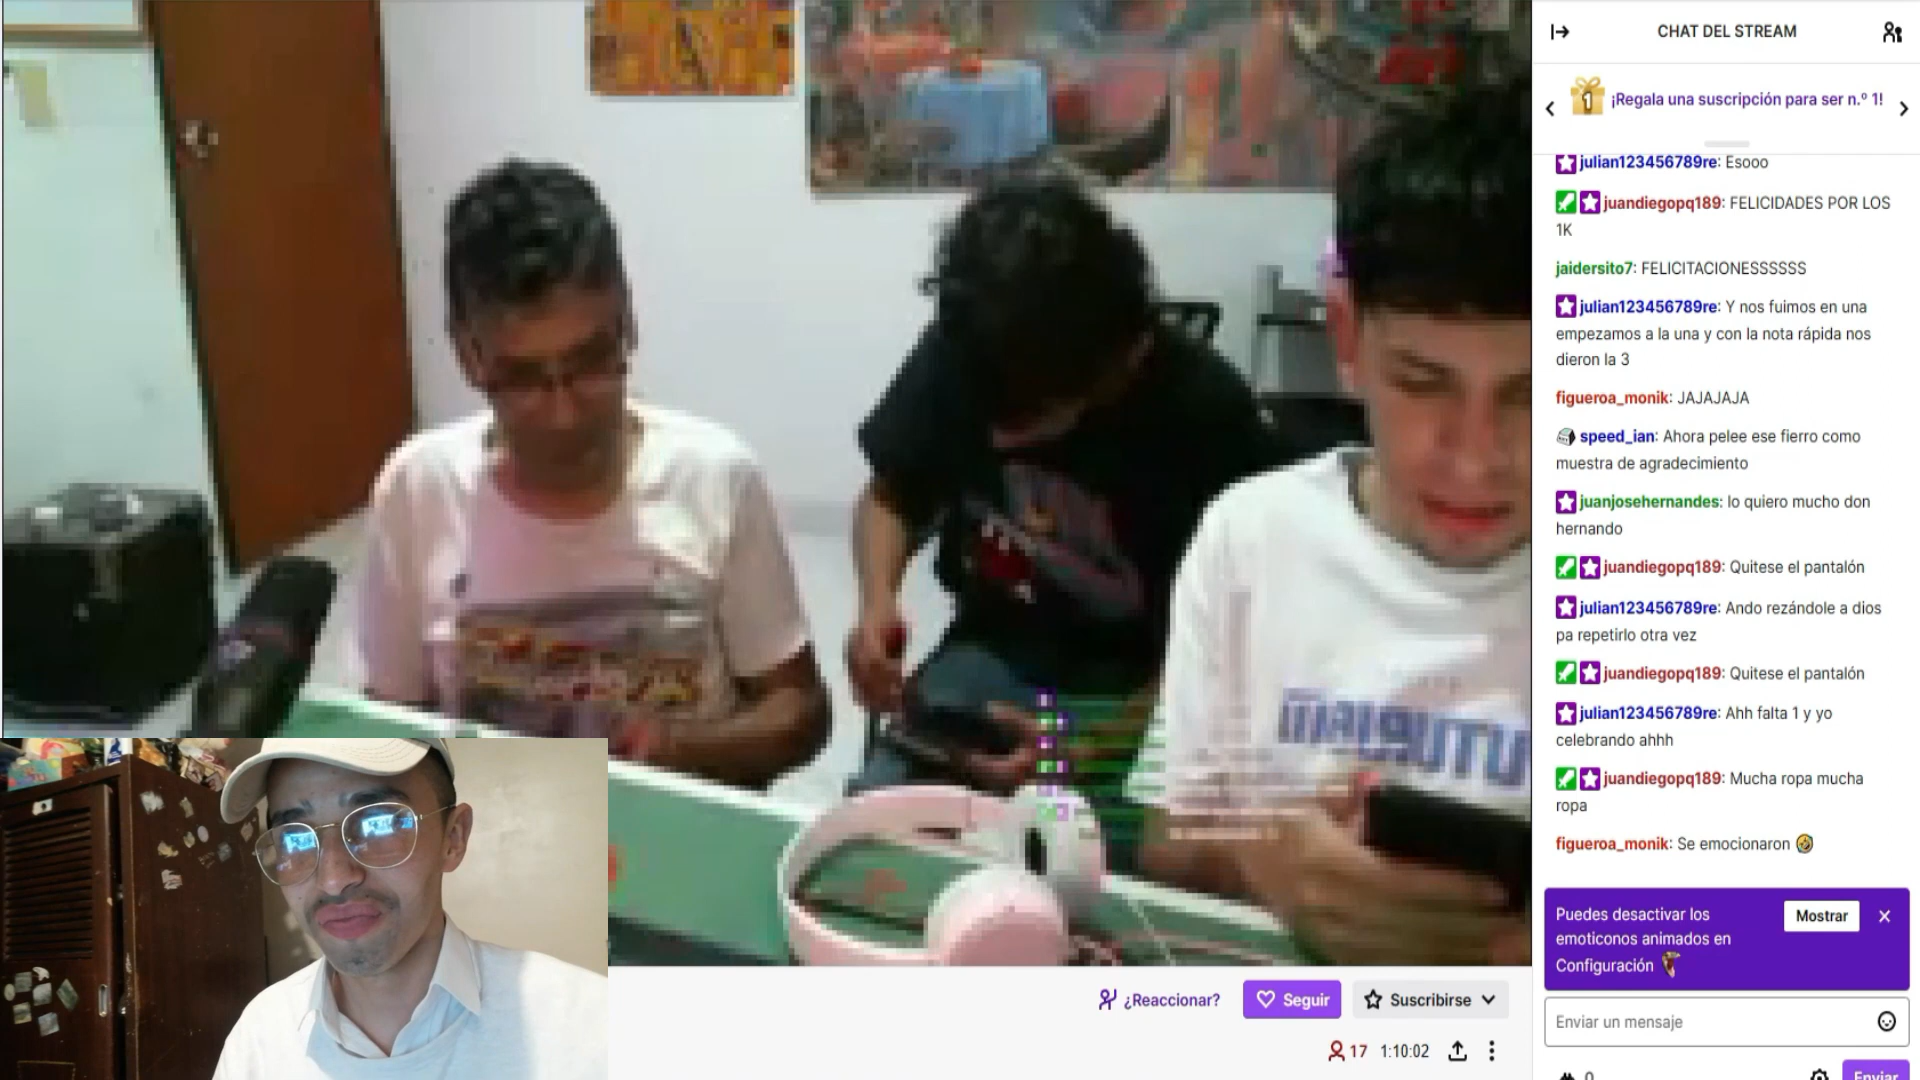 CHAT DEL STREAM
1
¡Regala una suscripción para ser n.º 1!
julian123456789re: Esooo
juandiegopq189: FELICIDADES POR LOS
1K
jaidersito7: FELICITACIONESSSSSS
julian123456789re: Y nos fuimos en una
empezamos a la una y con la nota rápida nos
dieron la 3
figueroa_monik: JAJAJAJA
speed_ian: Ahora pelee ese fierro como
muestra de agradecimiento
juanjosehernandes: lo quiero mucho don
hernando
juandiegopq189: Quitese el pantalón
julian123456789re: Ando rezándole a dios
pa repetirlo otra vez
juandiegopq189: Quitese el pantalón
julian123456789re: Ahh falta 1 y yo
celebrando ahhh
juandiegopq189: Mucha ropa mucha
ropa
figueroa_monik: Se emocionaron
Puedes desactivar los
emoticonos animados en
Configuración
Mostrar
Enviar un mensaje
0
Enviar
¿Reaccionar?
Seguir
Suscribirse
17
1:10:02